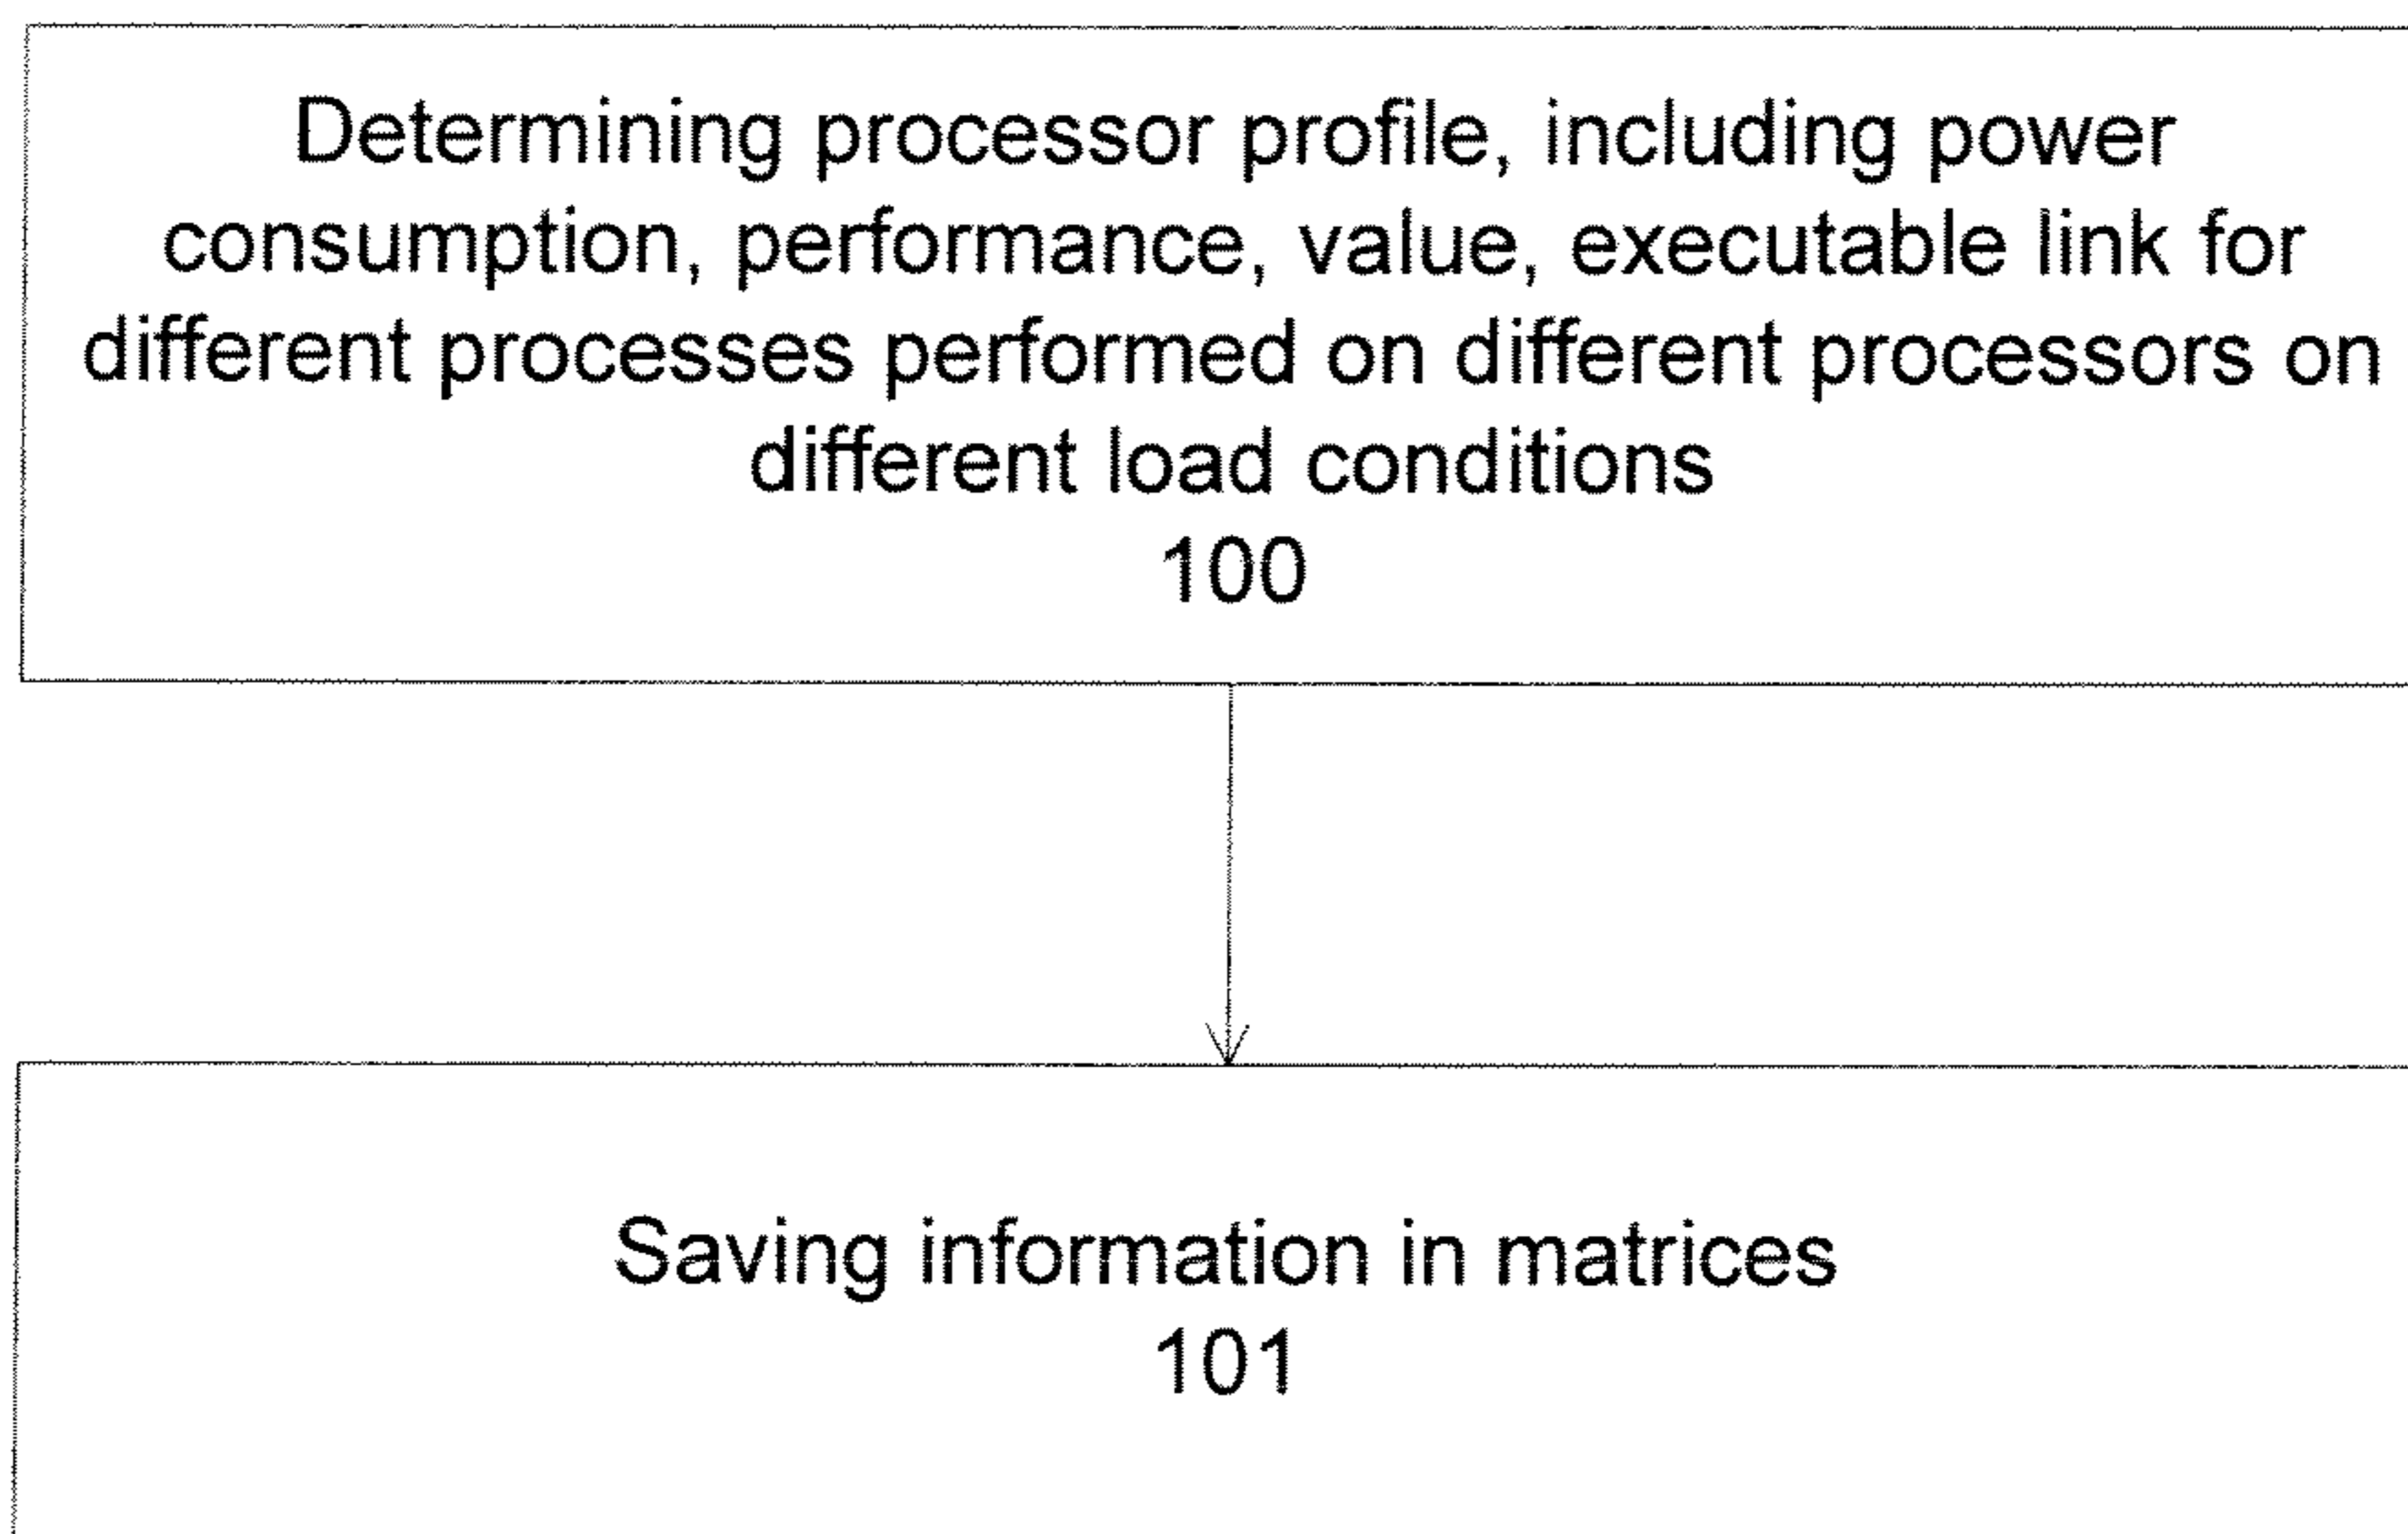 Determining processor profile, including power
consumption, performance, value, executable link for
different processes performed on different processors on
different load conditions
100
Saving information in matrices
101